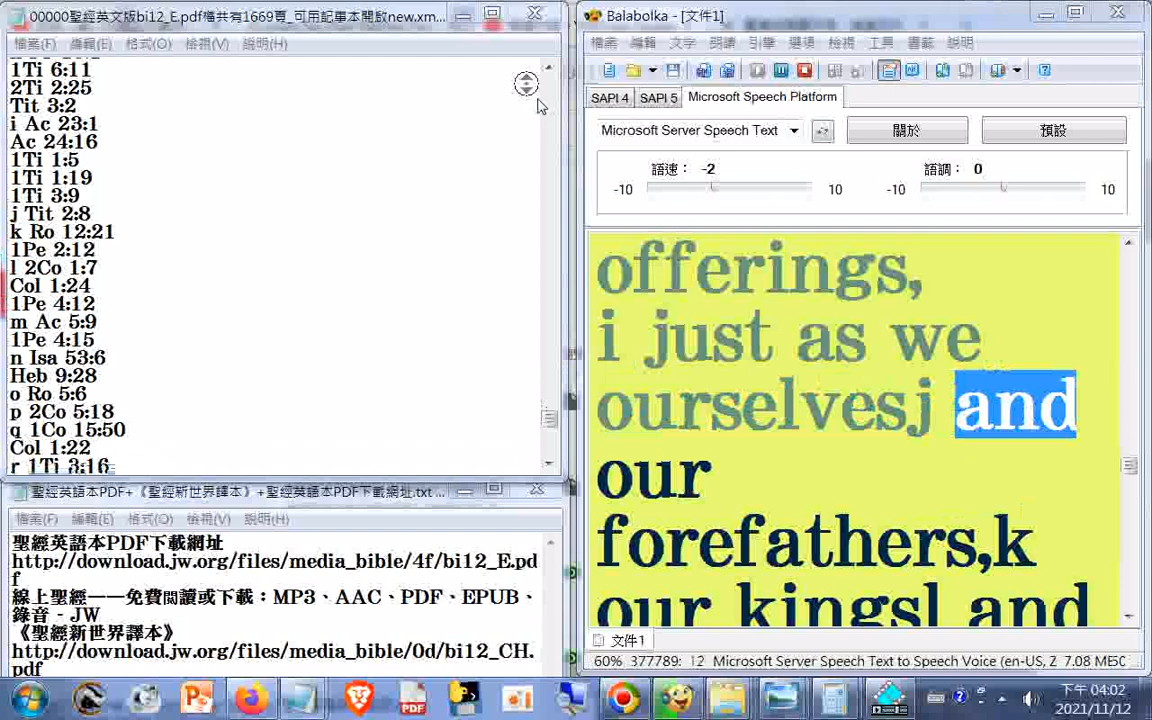 00000聖經英文版bi12_E.pdf檔共有1669頁_可用記事本開啟new.xm...
檔案(F) 編輯(E) 格式(O) 檢視(V) 說明(H)
1Ti 6:11
2Ti 2:25
Tit 3:2
i Ac 23:1
Ac 24:16
1Ti 1:5
1Ti 1:19
1Ti 3:9
j Tit 2:8
k Ro 12:21
1Pe 2:12
l 2Co 1:7
Col 1:24
1Pe 4:12
m Ac 5:9
1Pe 4:15
n Isa 53:6
Heb 9:28
o Ro 5:6
p 2Co 5:18
q 1Co 15:50
Col 1:22
r 1Ti 3:16
聖經英語本PDF+《聖經新世界譯本》+聖經英語本PDF下載網址.txt ...
檔案(F) 編輯(E) 格式(O) 檢視(V) 說明(H)
聖經英語本PDF下載網址
http://download.jw.org/files/media_bible/4f/bi12_E.pd
f
線上聖經——免費閱讀或下載：MP3、AAC、PDF、EPUB、
錄音 - JW
《聖經新世界譯本》
http://download.jw.org/files/media_bible/0d/bi12_CH.
pdf
Balabolka - [文件1]
檔案 編輯 文字 朗讀 引擎 選項 檢視 工具 書籤 說明
SAPI 4 SAPI 5 Microsoft Speech Platform
Microsoft Server Speech Text 關於 預設
語速： -2 語調： 0
-10 10 -10 10
offerings,
i just as we
ourselvesj and
our
forefathers,k
our kingsl and
文件1
60% 377789: 12 Microsoft Server Speech Text to Speech Voice (en-US, Z 7.08 ME50
PDF
下午 04:02
2021/11/12